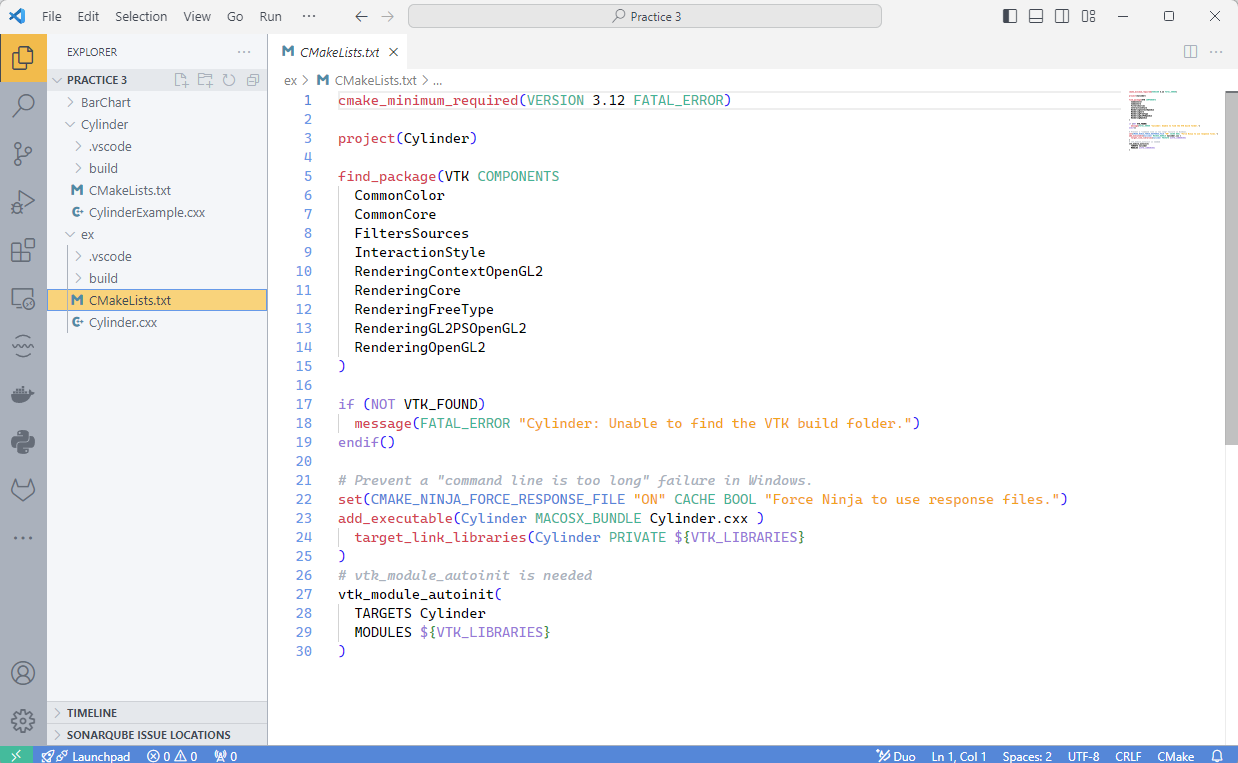 File Edit Selection View Go Run ··· Practice 3
EXPLORER ···
PRACTICE 3
BarChart
Cylinder
.vscode
build
CMakeLists.txt
CylinderExample.cxx
ex
.vscode
build
CMakeLists.txt
Cylinder.cxx
TIMELINE
SONARQUBE ISSUE LOCATIONS
CMakeLists.txt
ex > CMakeLists.txt > ...
1 cmake_minimum_required(VERSION 3.12 FATAL_ERROR)
2
3 project(Cylinder)
4
5 find_package(VTK COMPONENTS
6 CommonColor
7 CommonCore
8 FiltersSources
9 InteractionStyle
10 RenderingContextOpenGL2
11 RenderingCore
12 RenderingFreeType
13 RenderingGL2PSOpenGL2
14 RenderingOpenGL2
15 )
16
17 if (NOT VTK_FOUND)
18 message(FATAL_ERROR "Cylinder: Unable to find the VTK build folder.")
19 endif()
20
21 # Prevent a "command line is too long" failure in Windows.
22 set(CMAKE_NINJA_FORCE_RESPONSE_FILE "ON" CACHE BOOL "Force Ninja to use response files.")
23 add_executable(Cylinder MACOSX_BUNDLE Cylinder.cxx )
24 target_link_libraries(Cylinder PRIVATE ${VTK_LIBRARIES}
25 )
26 # vtk_module_autoinit is needed
27 vtk_module_autoinit(
28 TARGETS Cylinder
29 MODULES ${VTK_LIBRARIES}
30 )
Launchpad 0 0 0 Duo Ln 1, Col 1 Spaces: 2 UTF-8 CRLF CMake